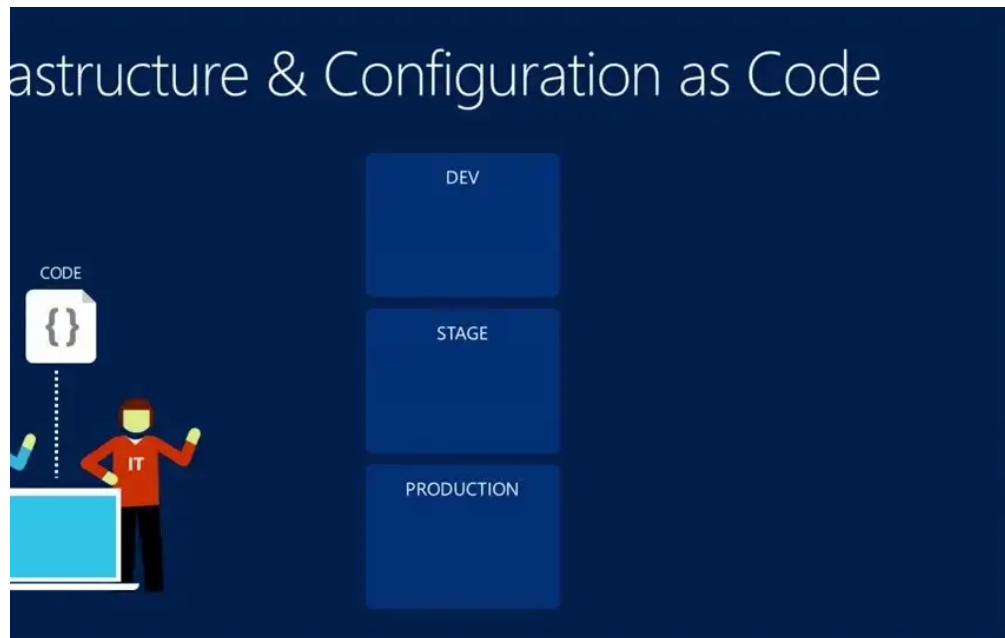 astructure & Configuration as Code
DEV
CODE
{}
STAGE
IT
PRODUCTION